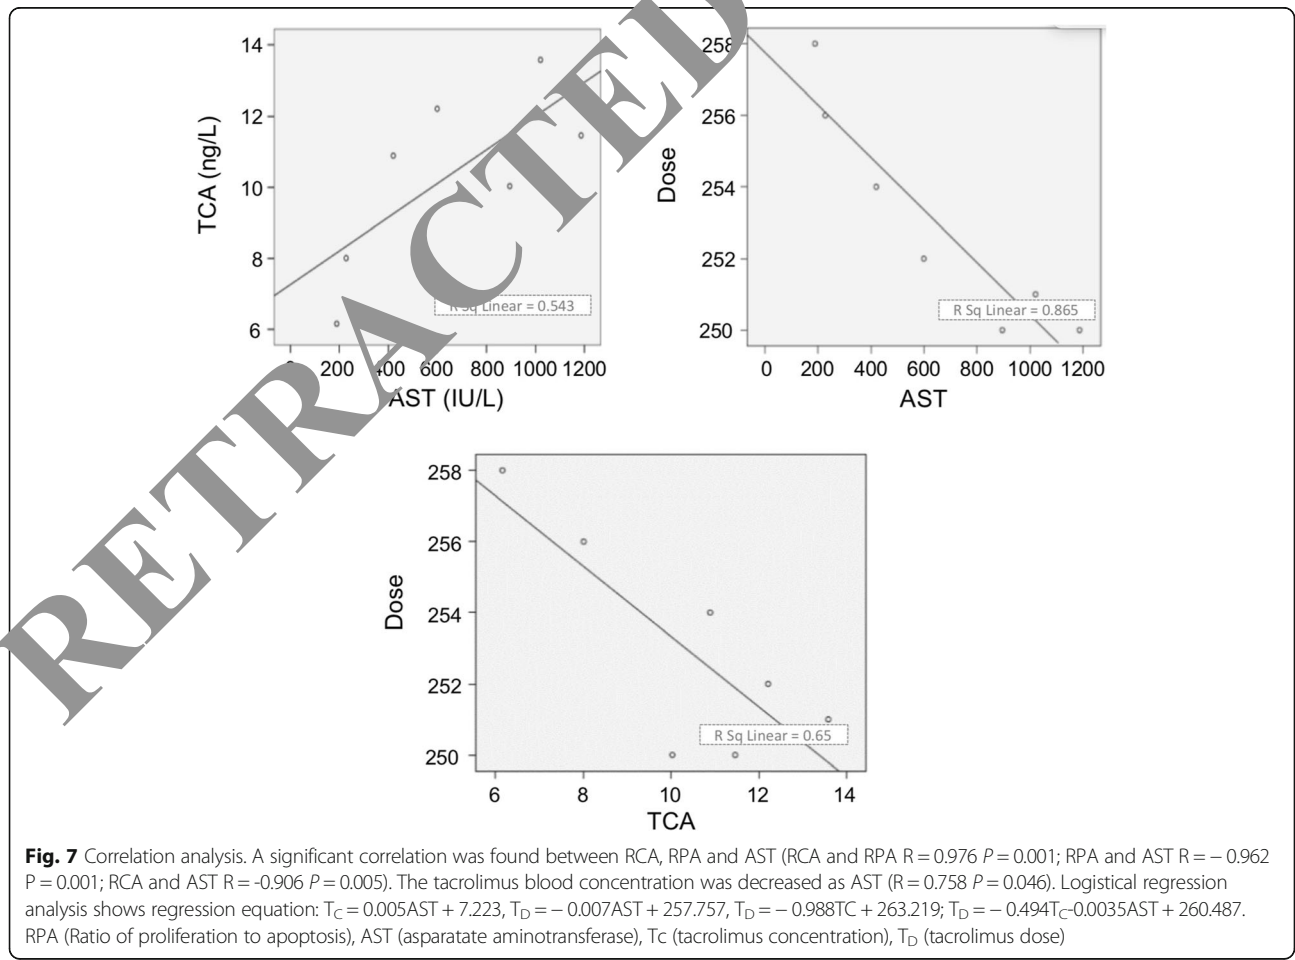 14
12
10
8
6
TCA (ng/L)
R Sq Linear = 0.543
200 400 600 800 1000 1200
AST (IU/L)
258
256
254
252
250
Dose
R Sq Linear = 0.865
0 200 400 600 800 1000 1200
AST
258
256
254
252
250
Dose
R Sq Linear = 0.65
6 8 10 12 14
TCA
RETRACTED
Fig. 7 Correlation analysis. A significant correlation was found between RCA, RPA and AST (RCA and RPA R = 0.976 P = 0.001; RPA and AST R = − 0.962
P = 0.001; RCA and AST R = -0.906 P = 0.005). The tacrolimus blood concentration was decreased as AST (R = 0.758 P = 0.046). Logistical regression
analysis shows regression equation: TC = 0.005AST + 7.223, TD = − 0.007AST + 257.757, TD = − 0.988TC + 263.219; TD = − 0.494TC-0.0035AST + 260.487.
RPA (Ratio of proliferation to apoptosis), AST (asparatate aminotransferase), Tc (tacrolimus concentration), TD (tacrolimus dose)